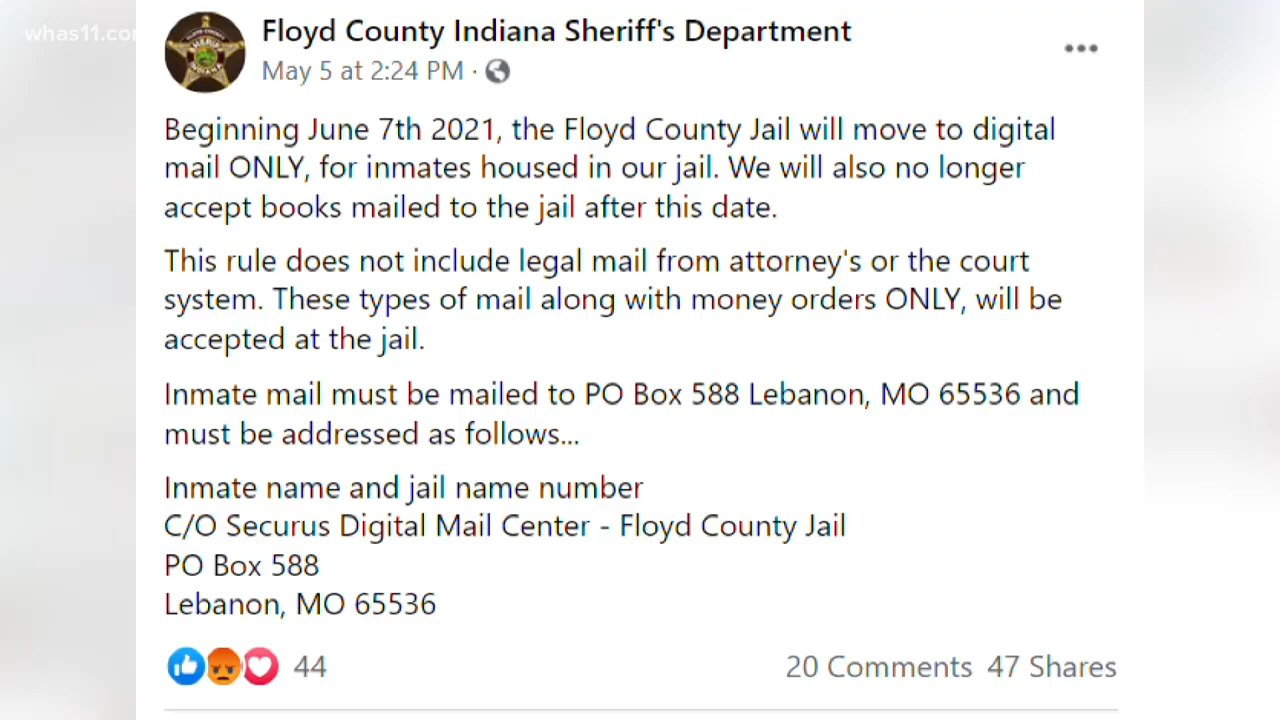 whas11.com
Floyd County Indiana Sheriff's Department
May 5 at 2:24 PM ·
Beginning June 7th 2021, the Floyd County Jail will move to digital
mail ONLY, for inmates housed in our jail. We will also no longer
accept books mailed to the jail after this date.
This rule does not include legal mail from attorney's or the court
system. These types of mail along with money orders ONLY, will be
accepted at the jail.
Inmate mail must be mailed to PO Box 588 Lebanon, MO 65536 and
must be addressed as follows...
Inmate name and jail name number
C/O Securus Digital Mail Center - Floyd County Jail
PO Box 588
Lebanon, MO 65536
44
20 Comments 47 Shares